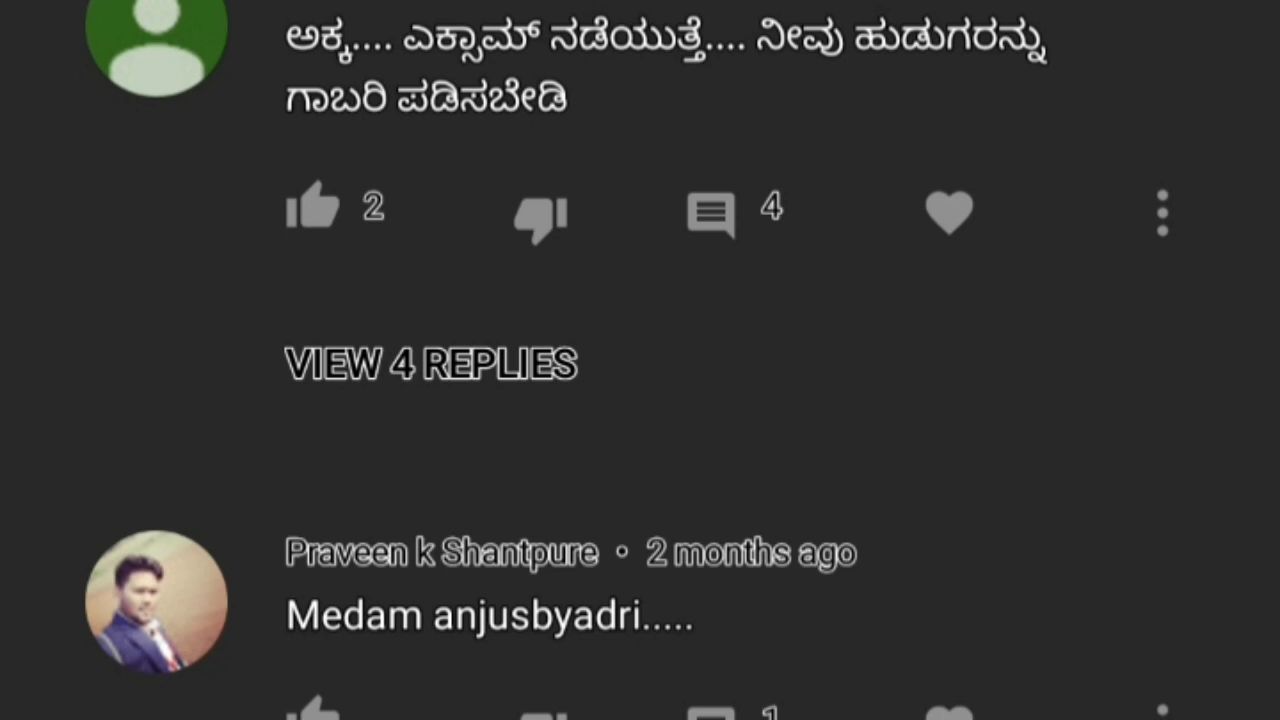 ಅಕ್ಕ.... ಎಕ್ಸಾಮ್ ನಡೆಯುತ್ತೆ.... ನೀವು ಹುಡುಗರನ್ನು
ಗಾಬರಿ ಪಡಿಸಬೇಡಿ
2 4
VIEW 4 REPLIES
Praveen k Shantpure • 2 months ago
Medam anjusbyadri.....
1